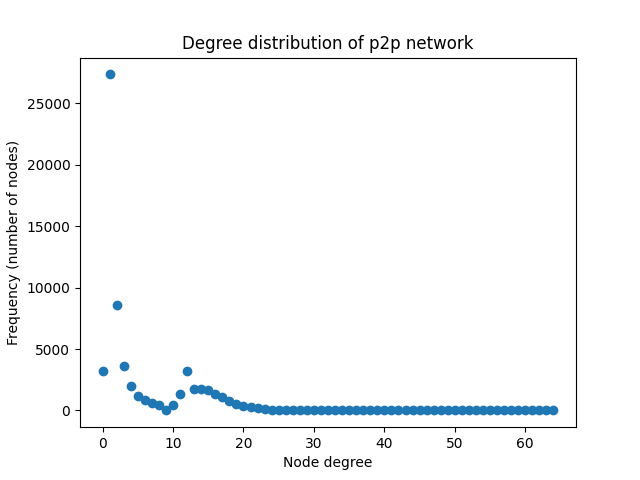 Degree distribution of p2p network
Frequency (number of nodes)
25000
20000
15000
10000
5000
0
0 10 20 30 40 50 60
Node degree